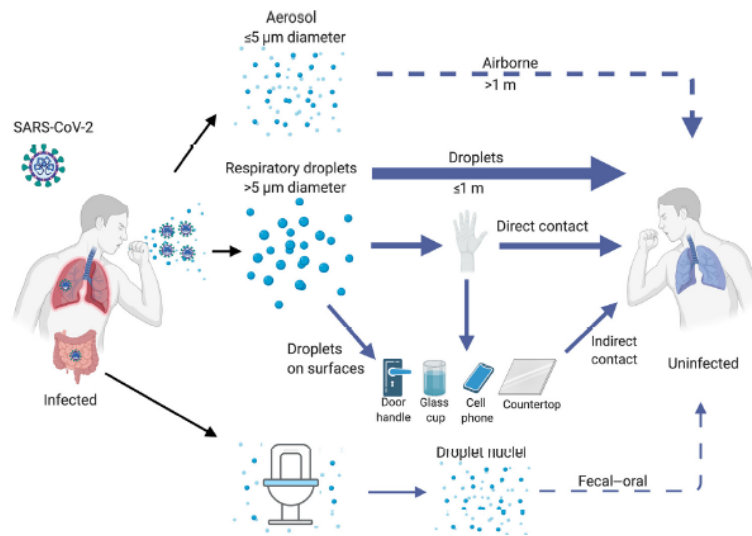 Aerosol
≤5 μm diameter
Airborne
>1 m
SARS-CoV-2
Respiratory droplets
>5 μm diameter
Droplets
≤1 m
Direct contact
Droplets
on surfaces
Indirect
contact
Door
handle
Glass
cup
Cell
phone
Countertop
Infected
Uninfected
Droplet nuclei
Fecal–oral